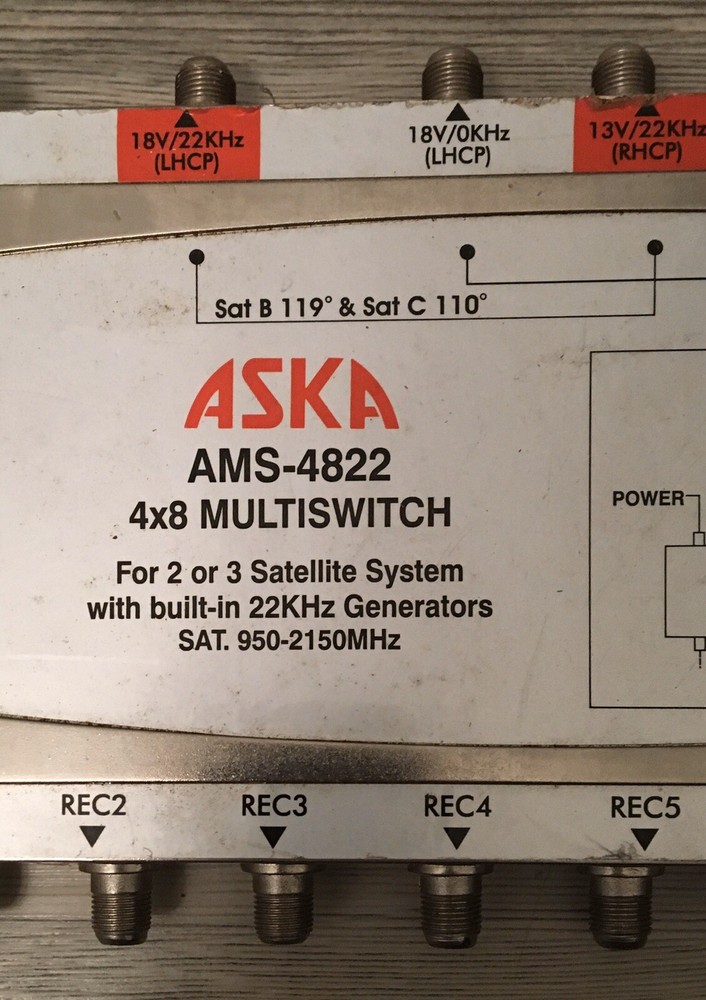 18V/22KHz
(LHCP)
18V/0KHz
(LHCP)
13V/22KHz
(RHCP)
Sat B 119° & Sat C 110°
ASKA
AMS-4822
4x8 MULTISWITCH
For 2 or 3 Satellite System
with built-in 22KHz Generators
SAT. 950-2150MHz
POWER
REC2
REC3
REC4
REC5